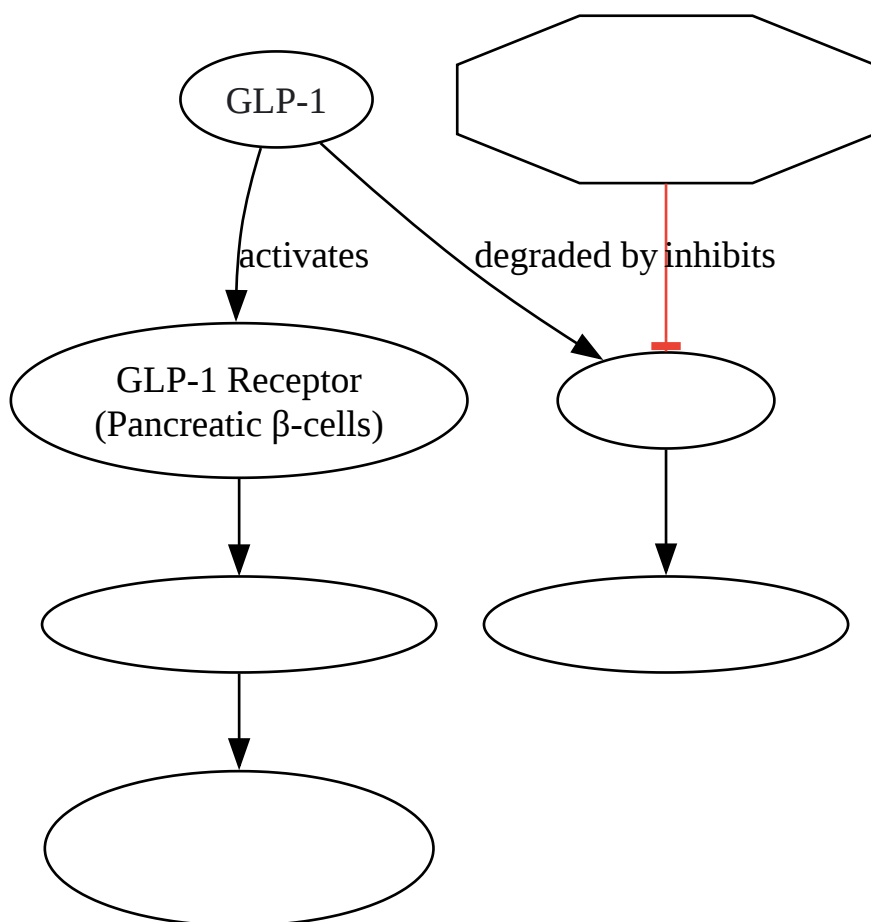 GLP-1
activates
degraded by
inhibits
GLP-1 Receptor
(Pancreatic β-cells)